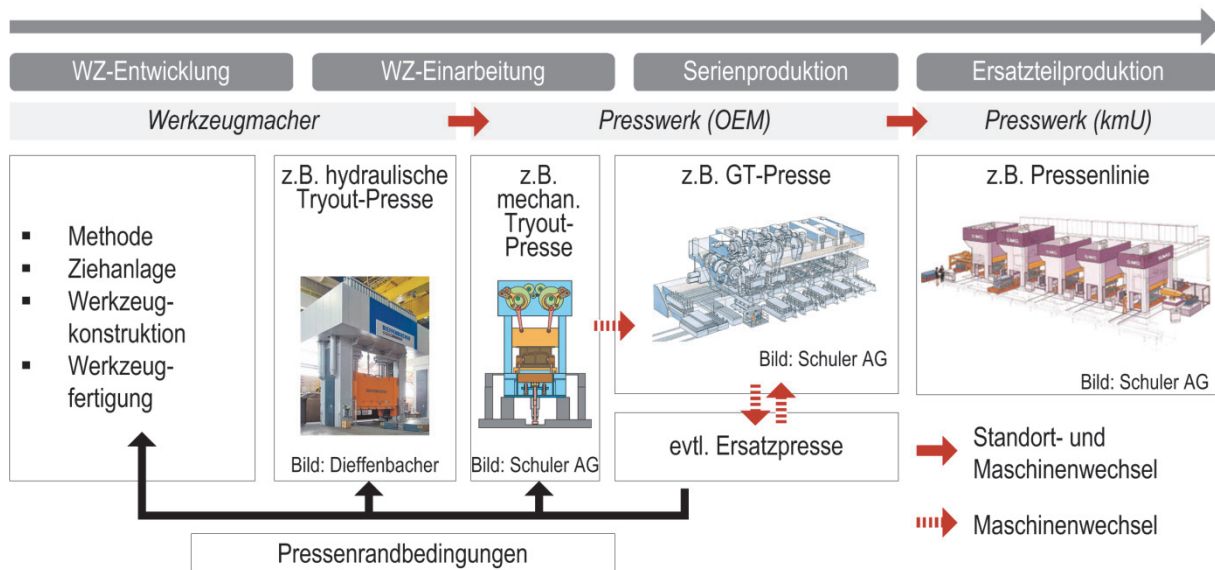 WZ-Entwicklung
WZ-Einarbeitung
Serienproduktion
Ersatzteilproduktion
Werkzeugmacher
Presswerk (OEM)
Presswerk (kmU)
▪ Methode
▪ Ziehanlage
▪ Werkzeug-
konstruktion
▪ Werkzeug-
fertigung
z.B. hydraulische
Tryout-Presse
Bild: Dieffenbacher
z.B.
mechan.
Tryout-
Presse
Bild: Schuler AG
z.B. GT-Presse
Bild: Schuler AG
evtl. Ersatzpresse
z.B. Pressenlinie
Bild: Schuler AG
Standort- und
Maschinenwechsel
Maschinenwechsel
Pressenrandbedingungen